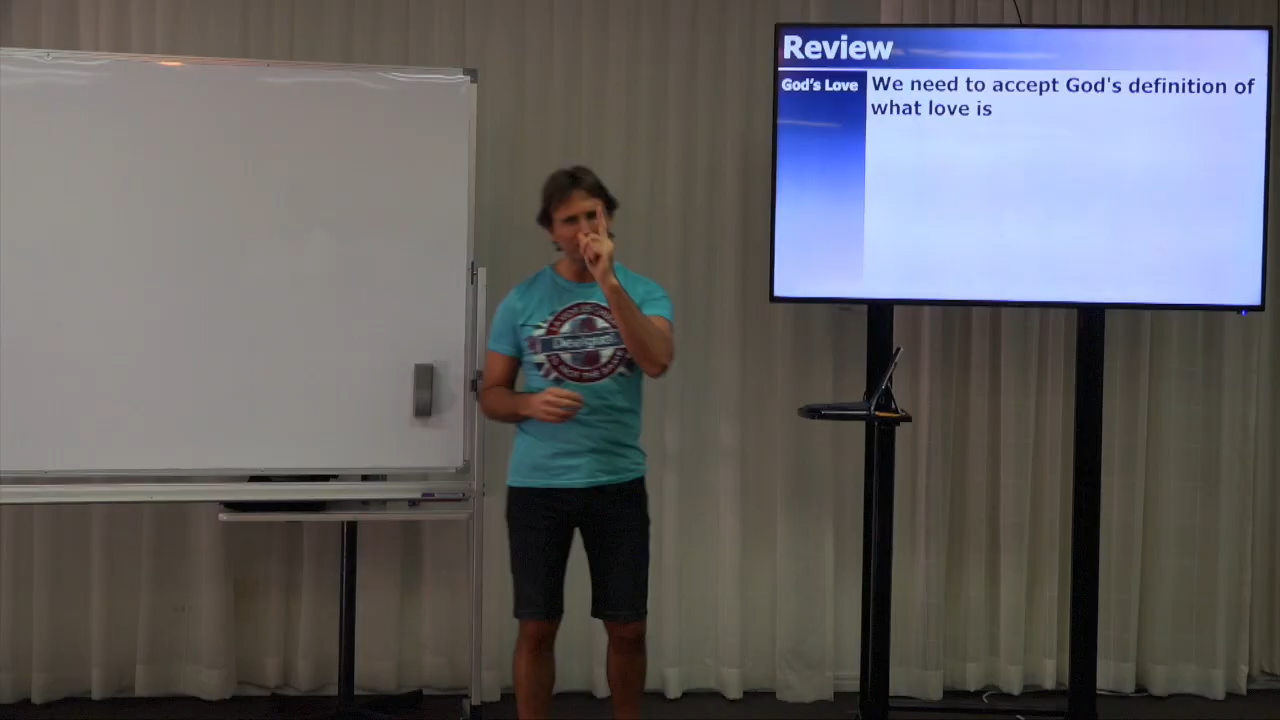 Review
God's Love
We need to accept God's definition of
what love is